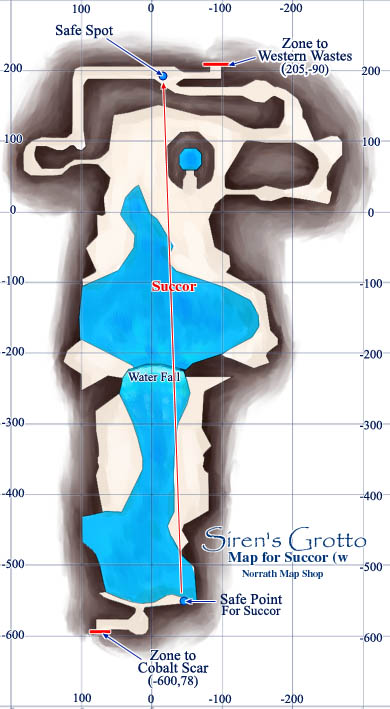 100 0 -100 -200
Safe Spot
Zone to
Western Wastes
(205,-90)
200 200
100 100
0 0
-100 -100
Succor
-200 -200
Water Fall
-300 -300
-400 -400
Siren's Grotto
Map for Succor (w
-500 -500
Norrath Map Shop
Safe Point
For Succor
-600 -600
Zone to
Cobalt Scar
(-600,78)
100 0 -100 -200